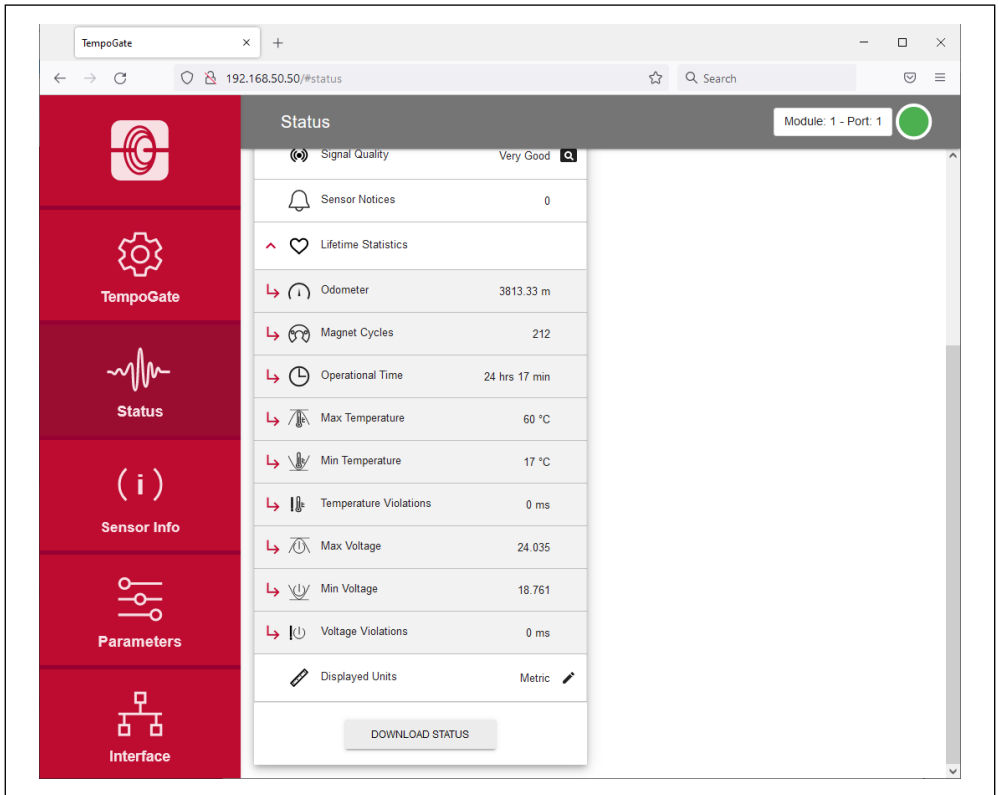 TempoGate
192.168.50.50/#status
Search
Status
Module: 1 - Port: 1
Signal Quality Very Good
Sensor Notices 0
Lifetime Statistics
Odometer 3813.33 m
Magnet Cycles 212
Operational Time 24 hrs 17 min
Max Temperature 60 °C
Min Temperature 17 °C
Temperature Violations 0 ms
Max Voltage 24.035
Min Voltage 18.761
Voltage Violations 0 ms
Displayed Units Metric
DOWNLOAD STATUS
TempoGate
Status
(i)
Sensor Info
Parameters
Interface